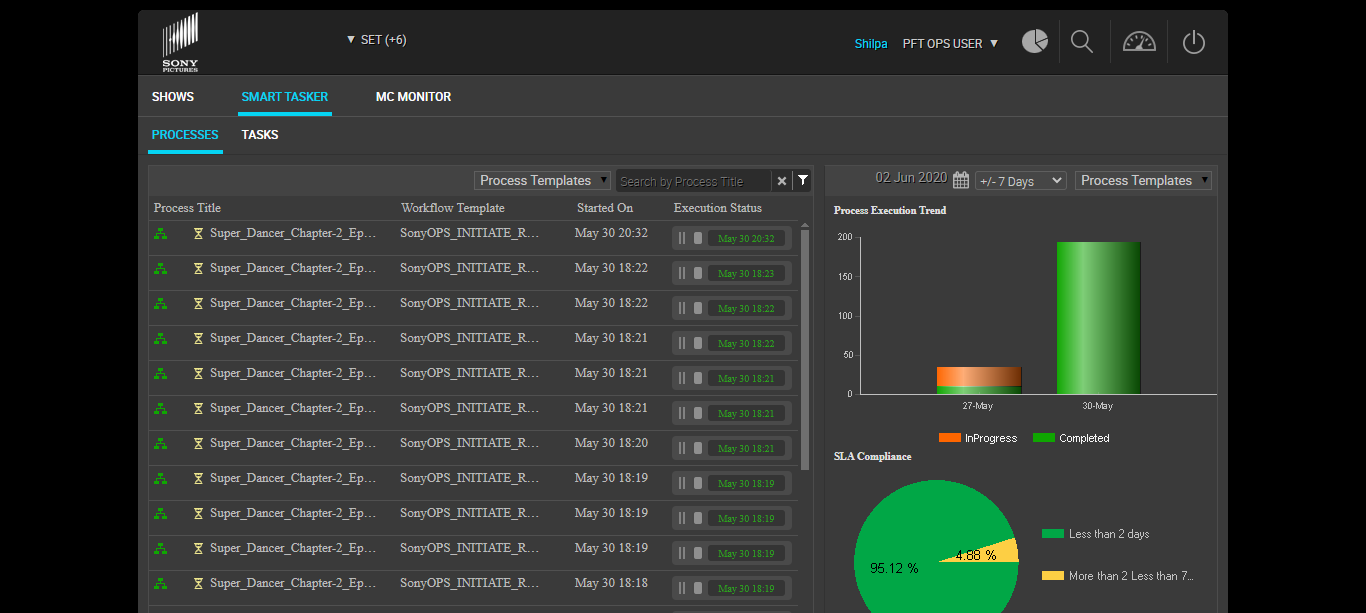 SONY
PICTURES
▼ SET (+6)
Shilpa PFT OPS USER ▼
SHOWS SMART TASKER MC MONITOR
PROCESSES TASKS
Process Templates Search by Process Title
Process Title Workflow Template Started On Execution Status
Super_Dancer_Chapter-2_Ep… SonyOPS_INITIATE_R… May 30 20:32 May 30 20:32
Super_Dancer_Chapter-2_Ep… SonyOPS_INITIATE_R… May 30 18:22 May 30 18:23
Super_Dancer_Chapter-2_Ep… SonyOPS_INITIATE_R… May 30 18:22 May 30 18:22
Super_Dancer_Chapter-2_Ep… SonyOPS_INITIATE_R… May 30 18:21 May 30 18:22
Super_Dancer_Chapter-2_Ep… SonyOPS_INITIATE_R… May 30 18:21 May 30 18:21
Super_Dancer_Chapter-2_Ep… SonyOPS_INITIATE_R… May 30 18:21 May 30 18:21
Super_Dancer_Chapter-2_Ep… SonyOPS_INITIATE_R… May 30 18:20 May 30 18:21
Super_Dancer_Chapter-2_Ep… SonyOPS_INITIATE_R… May 30 18:19 May 30 18:19
Super_Dancer_Chapter-2_Ep… SonyOPS_INITIATE_R… May 30 18:19 May 30 18:19
Super_Dancer_Chapter-2_Ep… SonyOPS_INITIATE_R… May 30 18:19 May 30 18:19
Super_Dancer_Chapter-2_Ep… SonyOPS_INITIATE_R… May 30 18:18 May 30 18:19
02 Jun 2020 +/- 7 Days Process Templates
Process Execution Trend
200
150
100
50
0
27-May 30-May
InProgress Completed
SLA Compliance
Less than 2 days
4.88 %
95.12 %
More than 2 Less than 7...